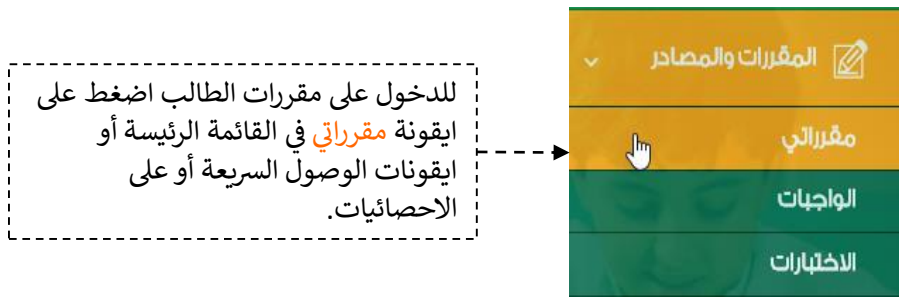 للدخول على مقررات الطالب اضغط على
ايقونة مقرراتي في القائمة الرئيسة أو
ايقونات الوصول السريعة أو على
الاحصائيات.
المقررات والمصادر
مقرراتي
الواجبات
الاختبارات